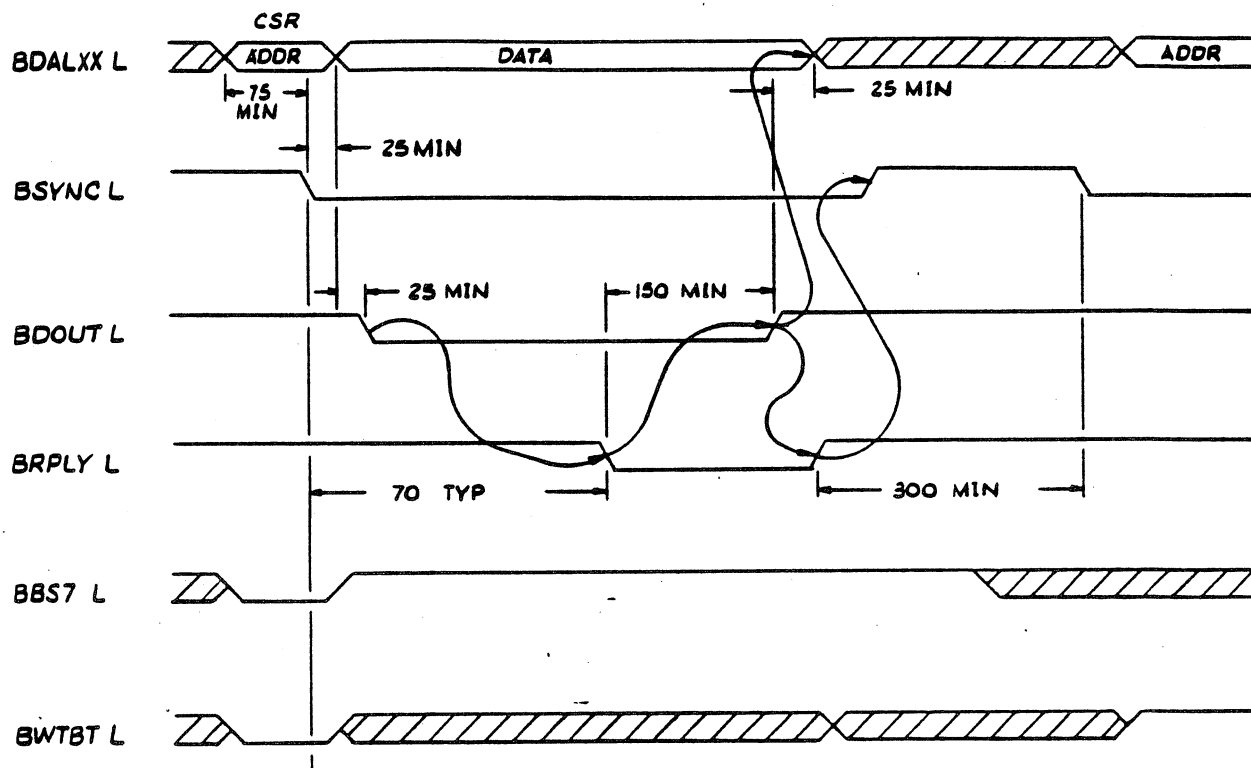 CSR
BDALXX L
ADDR
DATA
ADDR
75
MIN
25 MIN
25 MIN
BSYNC L
25 MIN
150 MIN
BDOUT L
BRPLY L
70 TYP
300 MIN
BBS7 L
BWTBT L